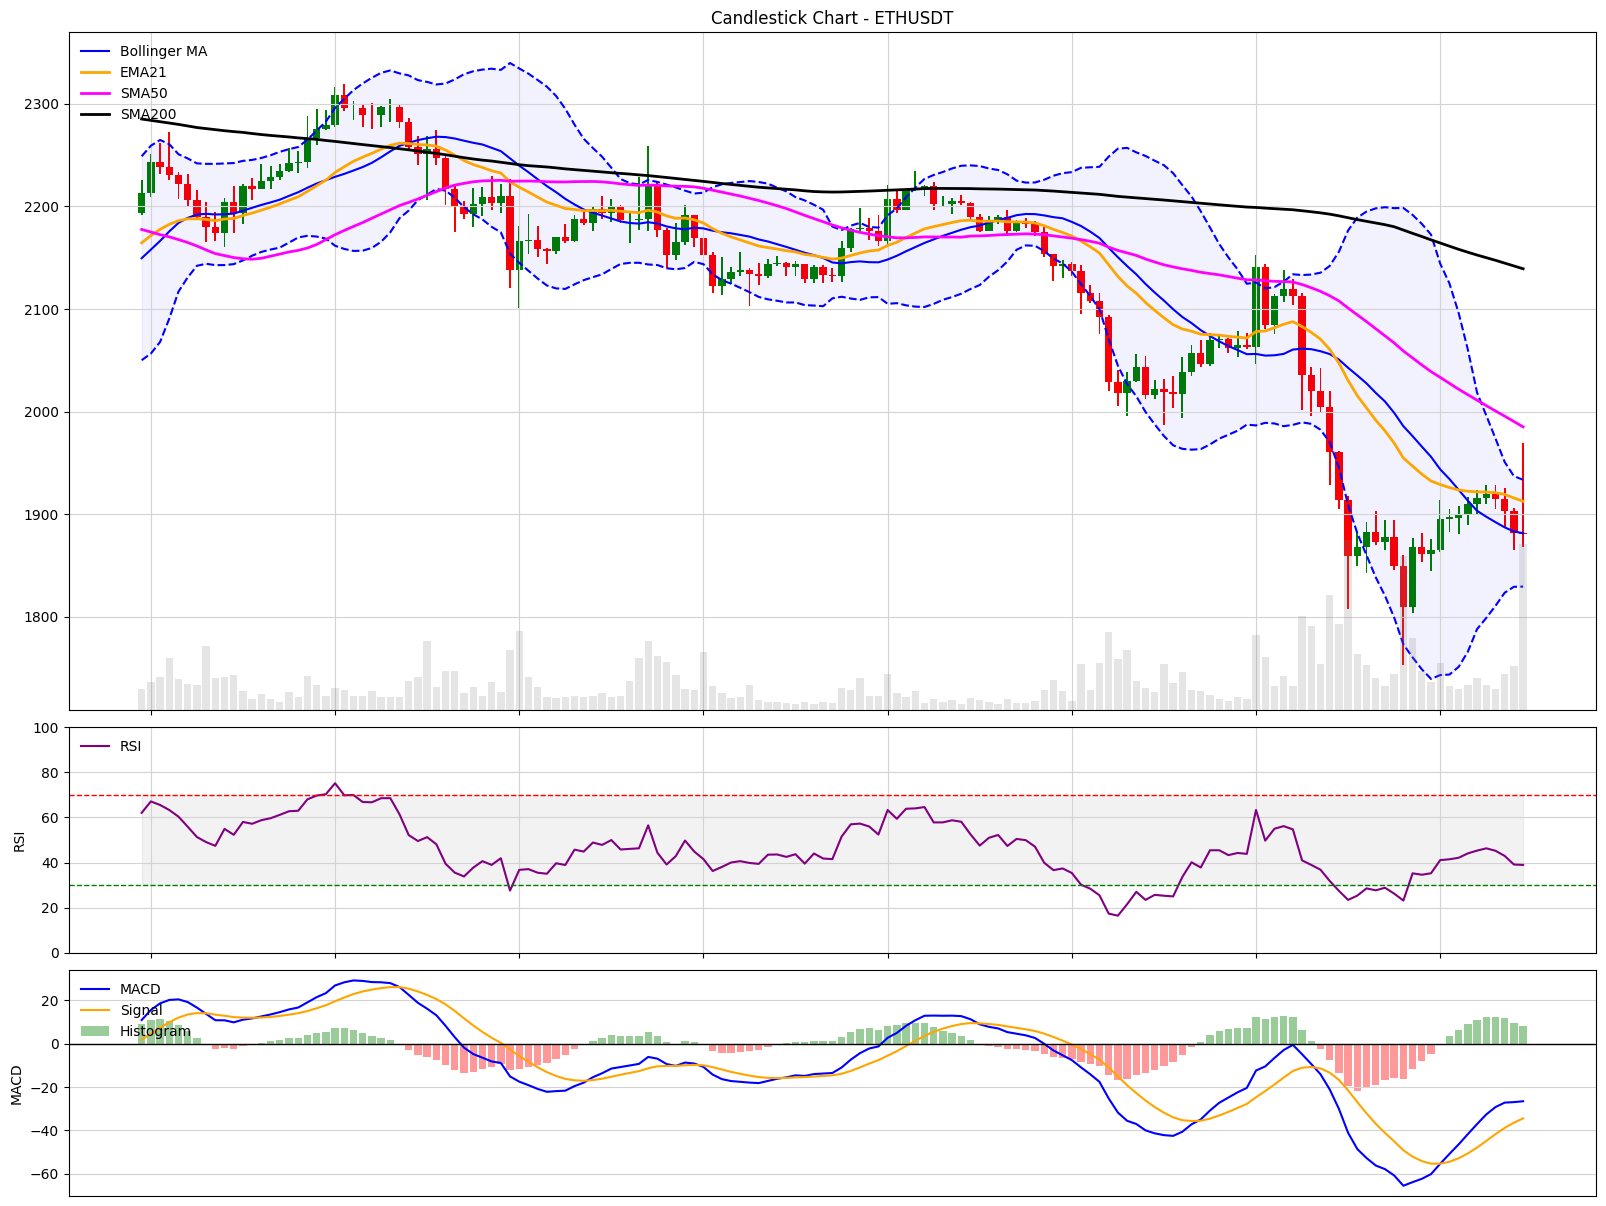 Candlestick Chart - ETHUSDT
Bollinger MA
EMA21
SMA50
SMA200
2300
2200
2100
2000
1900
1800
100
80
60
40
20
0
RSI
RSI
20
0
−20
−40
−60
MACD
MACD
Signal
Histogram